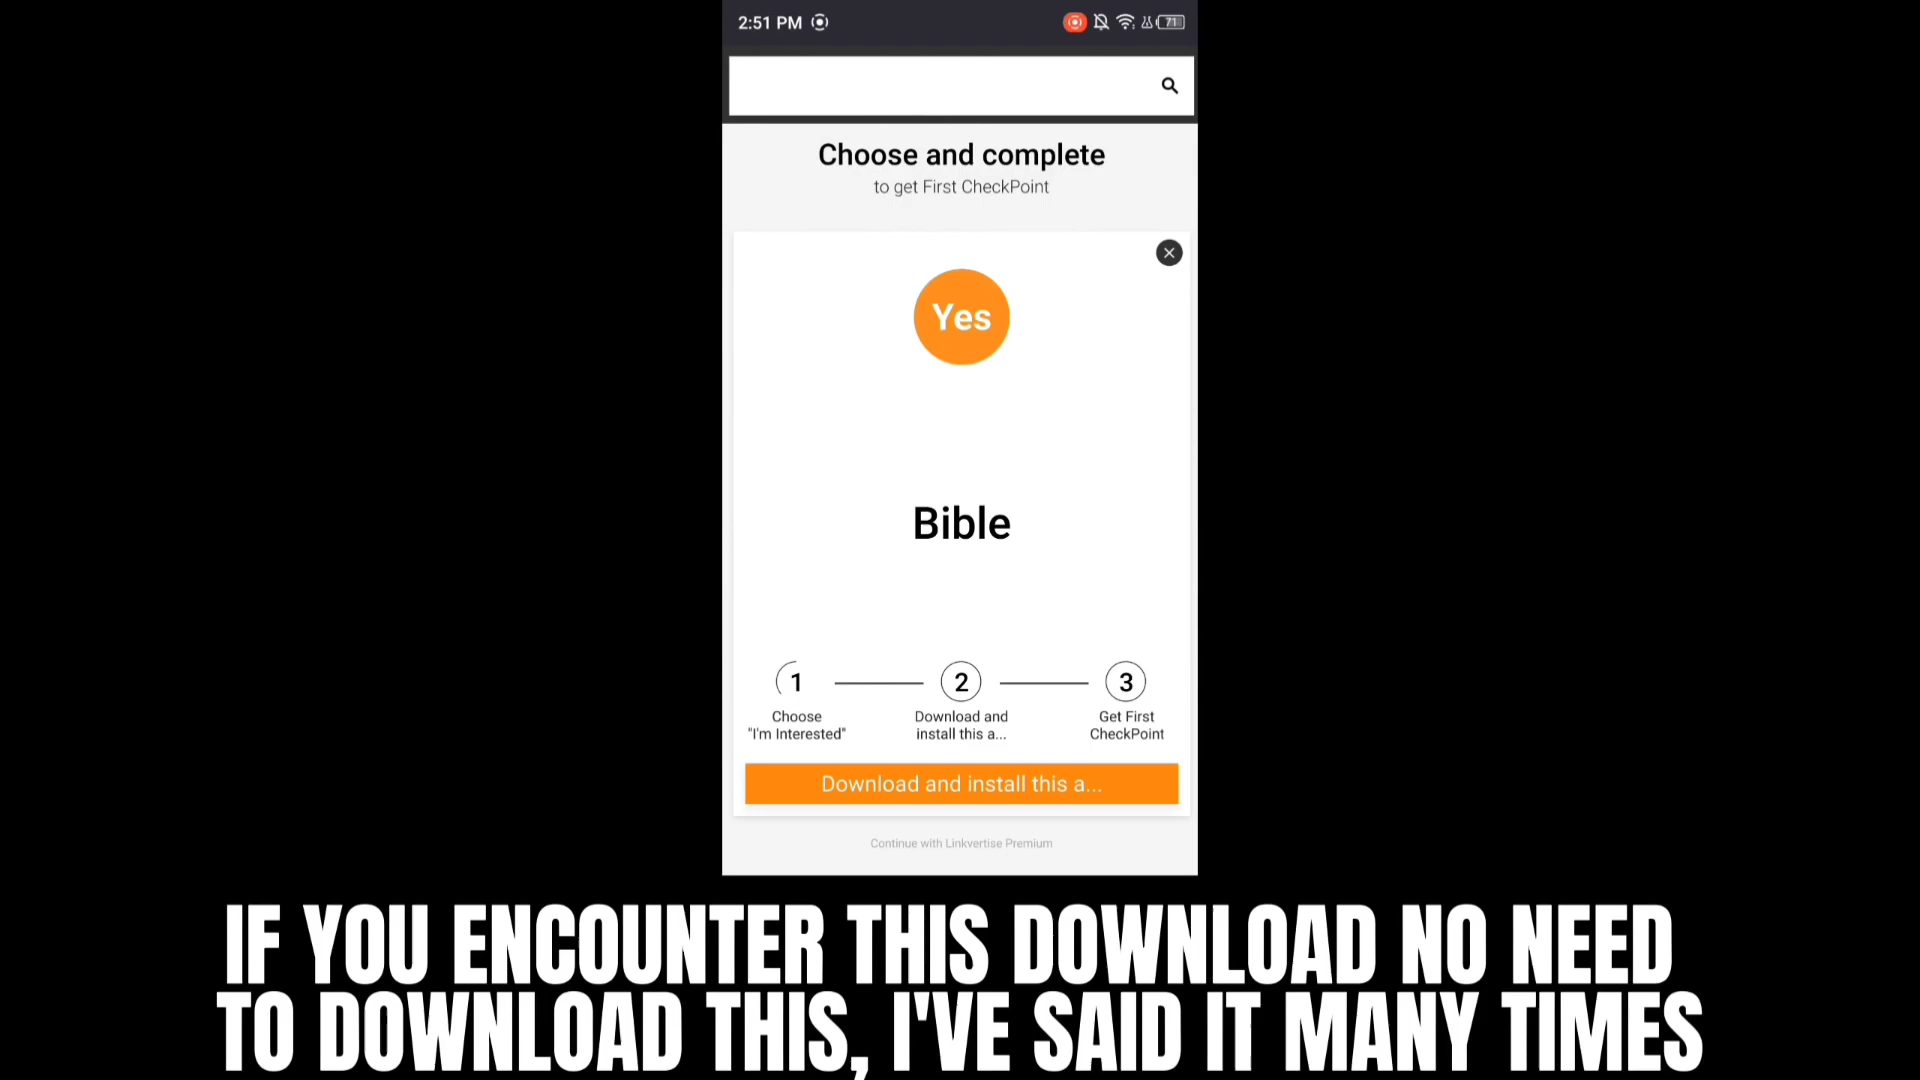 2:51 PM
71
Choose and complete
to get First CheckPoint
Yes
Bible
1
2
3
Choose
"I'm Interested"
Download and
install this a...
Get First
CheckPoint
Download and install this a...
Continue with Linkvertise Premium
IF YOU ENCOUNTER THIS DOWNLOAD NO NEED
TO DOWNLOAD THIS, I'VE SAID IT MANY TIMES